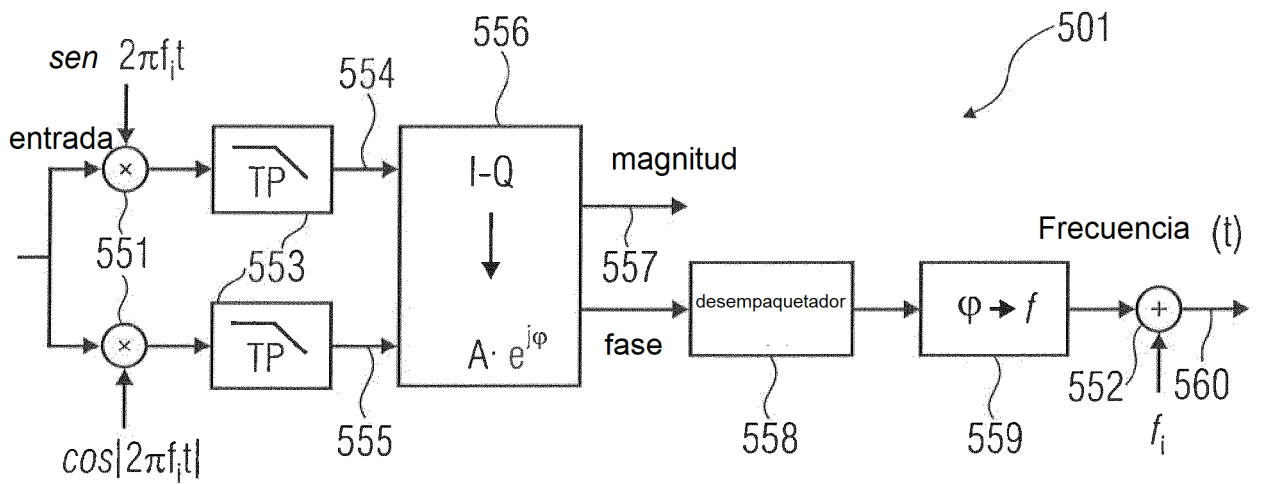 501
556
sen 2πfᵢt
554
entrada
×
TP
I-Q
magnitud
551
553
557
Frecuencia (t)
desempaquetador
φ → f
+
×
TP
A· e^jφ
fase
552
560
555
558
559
fᵢ
cos|2πfᵢt|